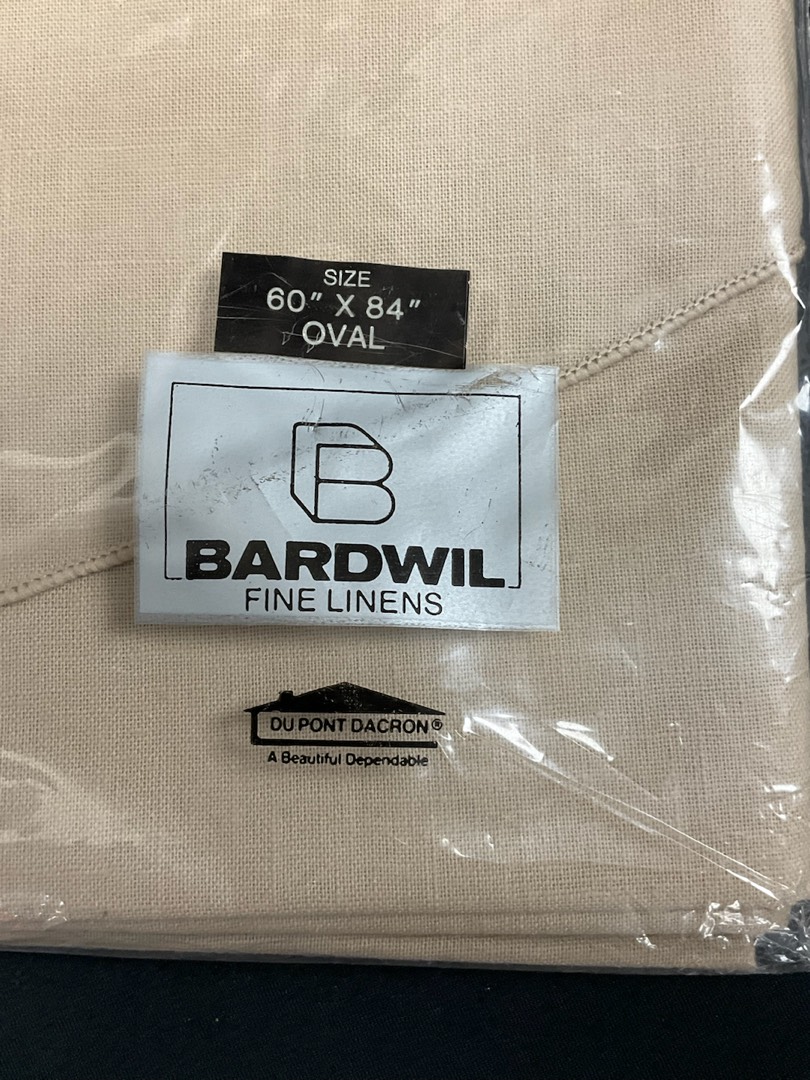 SIZE
60" X 84"
OVAL
B
BARDWIL
FINE LINENS
DU PONT DACRON®
A Beautiful Dependable